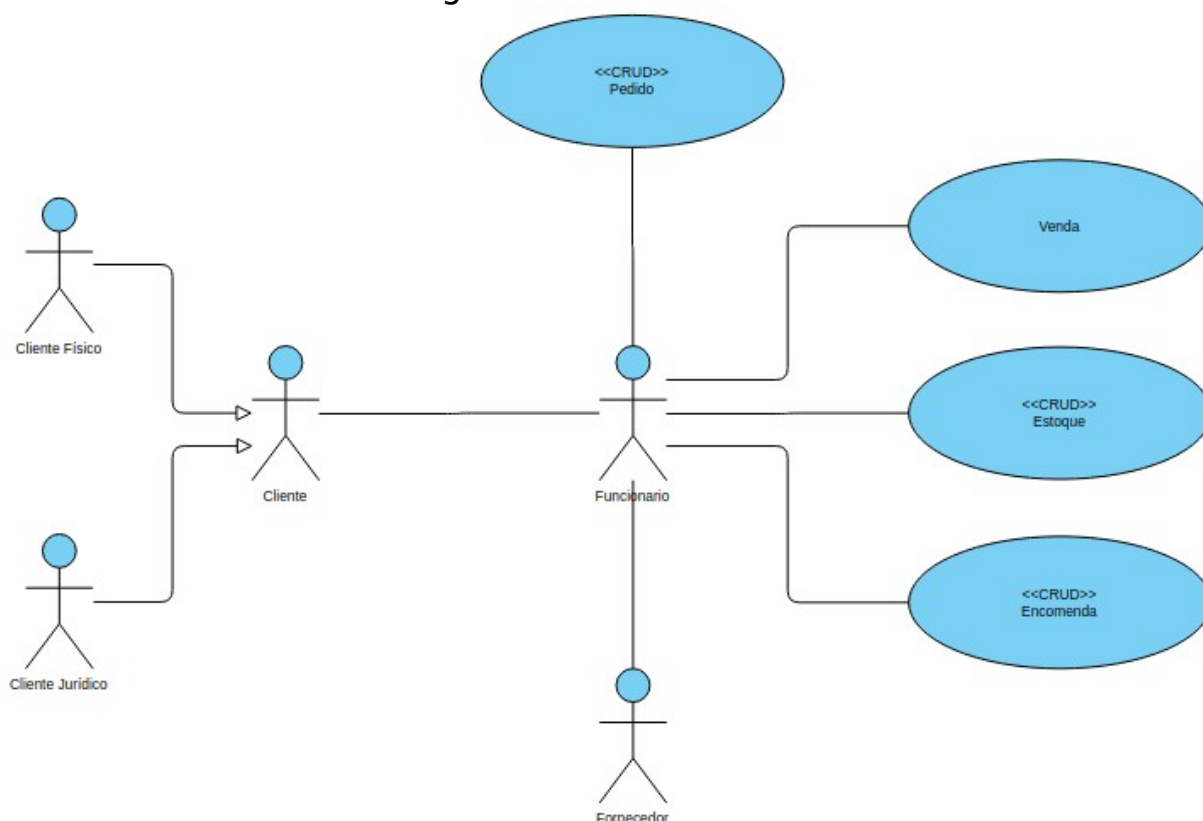 <<CRUD>>
Pedido
Venda
Cliente Físico
<<CRUD>>
Estoque
Cliente
Funcionario
<<CRUD>>
Encomenda
Cliente Jurídico
Fornecedor